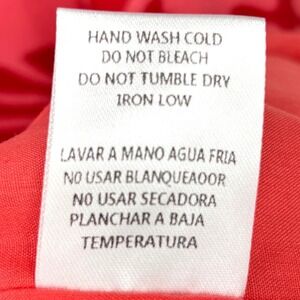 HAND WASH COLD
DO NOT BLEACH
DO NOT TUMBLE DRY
IRON LOW
LAVAR A MANO AGUA FRIA
NO USAR BLANQUEAOOR
NO USAR SECADORA
PLANCHAR A BAJA
TEMPERATURA